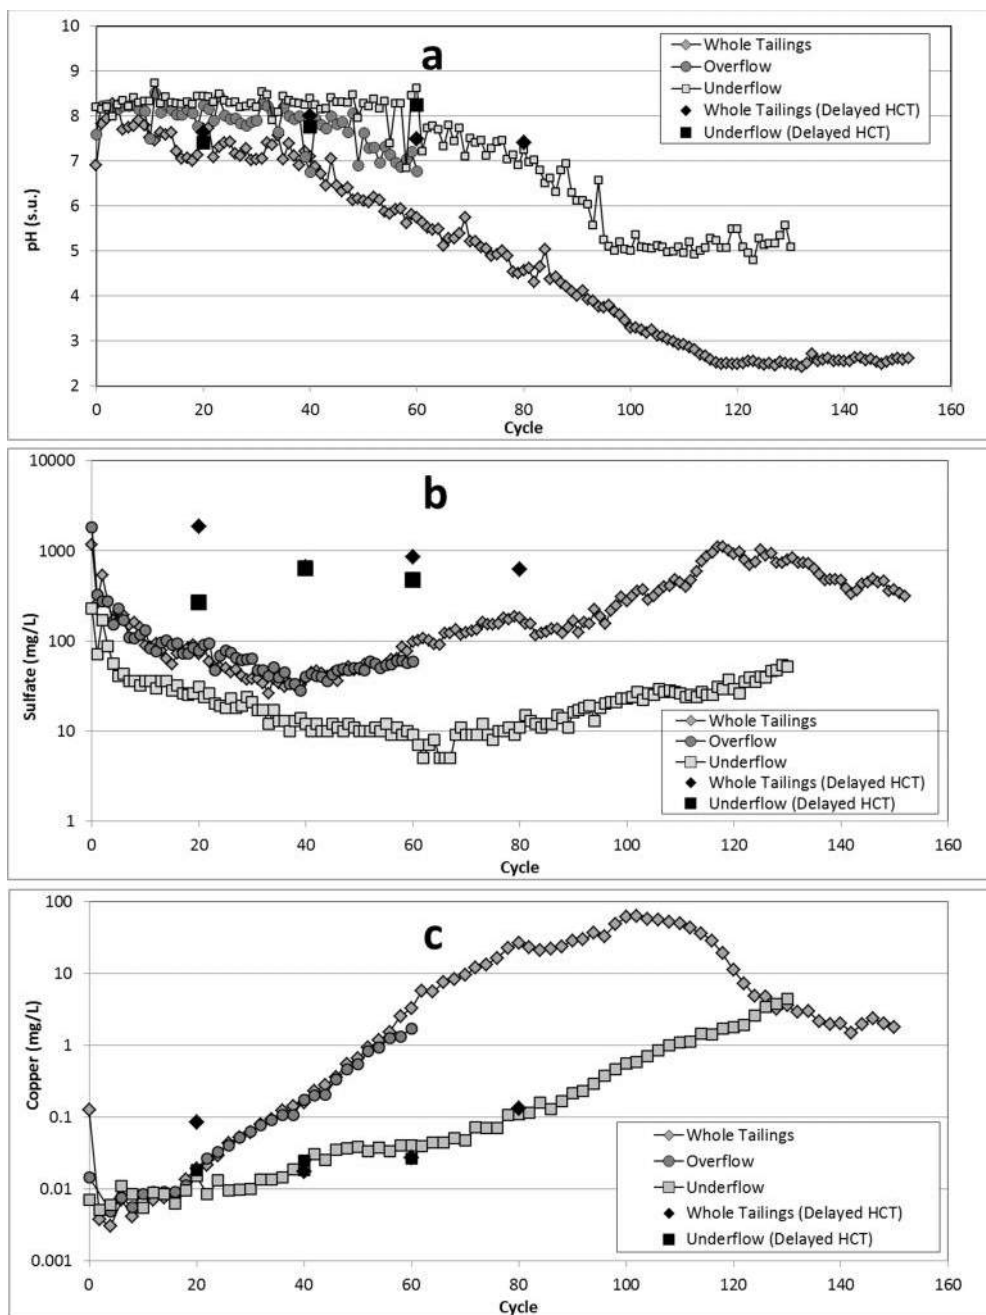 a
pH (s.u.)
10
9
8
7
6
5
4
3
2
0 20 40 60 80 100 120 140 160
Cycle
Whole Tailings
Overflow
Underflow
Whole Tailings (Delayed HCT)
Underflow (Delayed HCT)
b
Sulfate (mg/L)
10000
1000
100
10
1
0 20 40 60 80 100 120 140 160
Cycle
Whole Tailings
Overflow
Underflow
Whole Tailings (Delayed HCT)
Underflow (Delayed HCT)
c
Copper (mg/L)
100
10
1
0.1
0.01
0.001
0 20 40 60 80 100 120 140 160
Cycle
Whole Tailings
Overflow
Underflow
Whole Tailings (Delayed HCT)
Underflow (Delayed HCT)